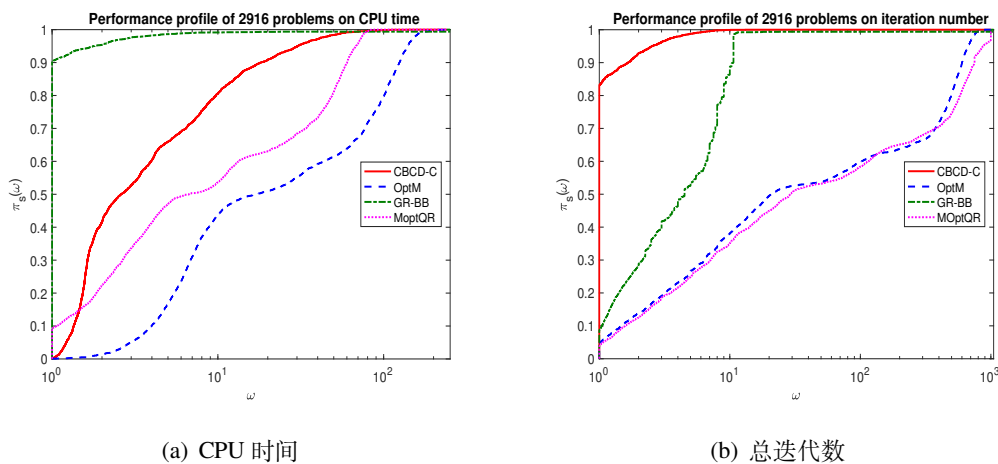 Performance profile of 2916 problems on CPU time
1
0.9
0.8
0.7
0.6
0.5
0.4
0.3
0.2
0.1
0
πs(ω)
CBCD-C
OptM
GR-BB
MoptQR
10^0
10^1
10^2
ω
(a) CPU 时间
Performance profile of 2916 problems on iteration number
1
0.9
0.8
0.7
0.6
0.5
0.4
0.3
0.2
0.1
0
πs(ω)
CBCD-C
OptM
GR-BB
MOptQR
10^0
10^1
10^2
10^3
ω
(b) 总迭代数